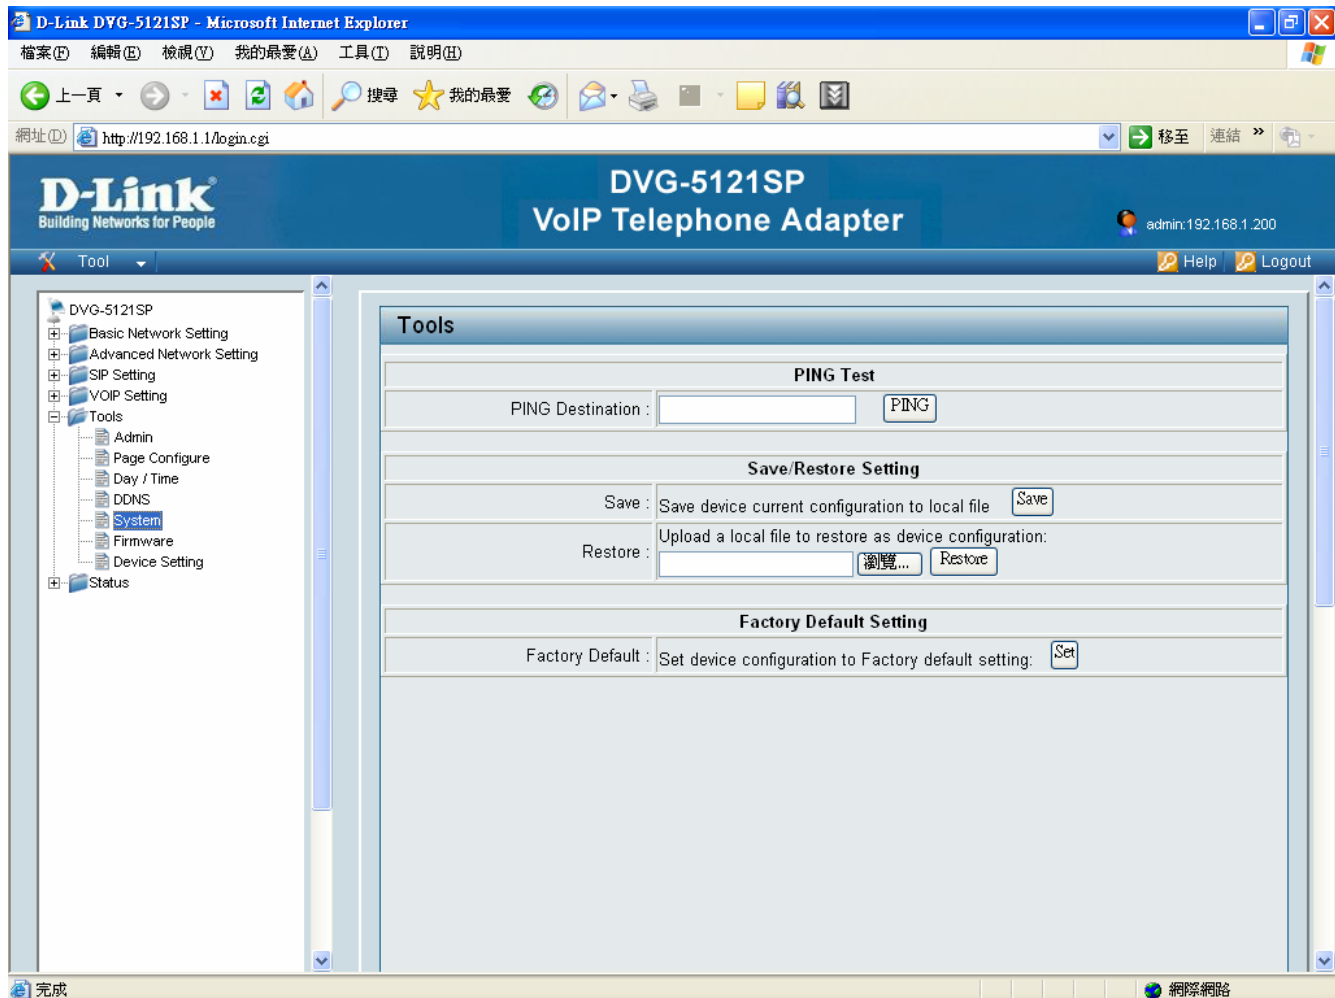 D-Link DVG-5121SP - Microsoft Internet Explorer
檔案(F) 編輯(E) 檢視(V) 我的最愛(A) 工具(T) 說明(H)
上一頁 搜尋 我的最愛
網址(D) http://192.168.1.1/login.cgi 移至 連結 »
D-Link®
Building Networks for People
DVG-5121SP
VoIP Telephone Adapter
admin:192.168.1.200
Tool Help Logout
DVG-5121SP
Basic Network Setting
Advanced Network Setting
SIP Setting
VOIP Setting
Tools
Admin
Page Configure
Day / Time
DDNS
System
Firmware
Device Setting
Status
Tools
PING Test
PING Destination : PING
Save/Restore Setting
Save : Save device current configuration to local file Save
Restore : Upload a local file to restore as device configuration:
瀏覽... Restore
Factory Default Setting
Factory Default : Set device configuration to Factory default setting: Set
完成 網際網路